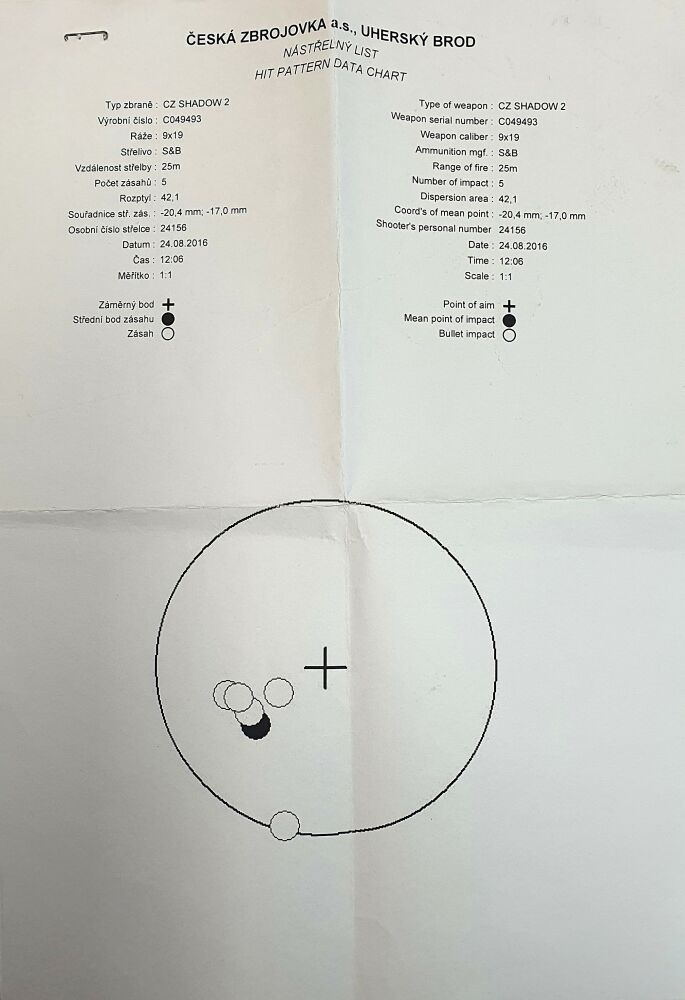 ČESKÁ ZBROJOVKA a.s., UHERSKÝ BROD
NÁSTŘELNÝ LIST
HIT PATTERN DATA CHART
Typ zbraně : CZ SHADOW 2
Výrobní číslo : C049493
Ráže : 9x19
Střelivo : S&B
Vzdálenost střelby : 25m
Počet zásahů : 5
Rozptyl : 42,1
Souřadnice stř. zás. : -20,4 mm; -17,0 mm
Osobní číslo střelce : 24156
Datum : 24.08.2016
Čas : 12:06
Měřítko : 1:1
Záměrný bod
Střední bod zásahu
Zásah
Type of weapon : CZ SHADOW 2
Weapon serial number : C049493
Weapon caliber : 9x19
Ammunition mgf. : S&B
Range of fire : 25m
Number of impact : 5
Dispersion area : 42,1
Coord's of mean point : -20,4 mm; -17,0 mm
Shooter's personal number 24156
Date : 24.08.2016
Time : 12:06
Scale : 1:1
Point of aim
Mean point of impact
Bullet impact